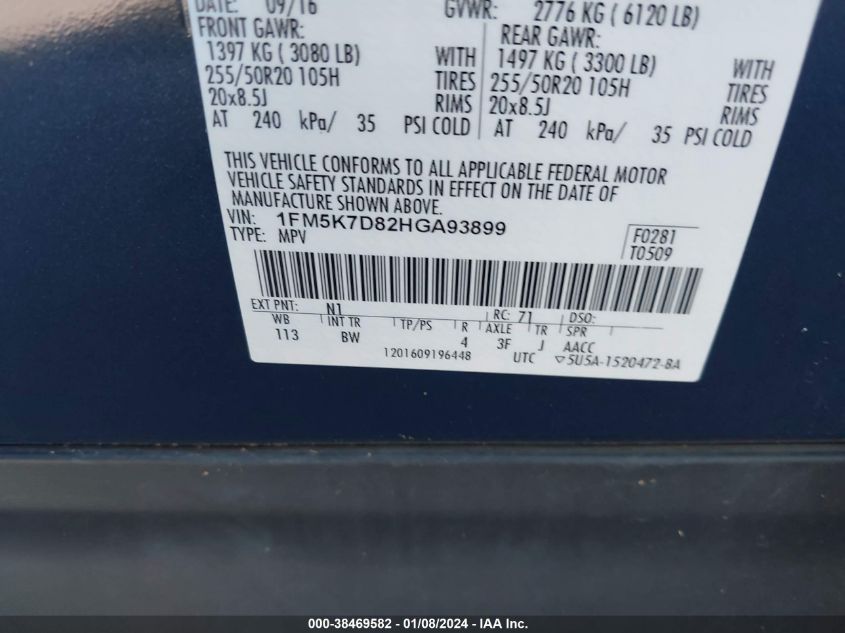 DATE: 09/16 GVWR: 2776 KG ( 6120 LB)
FRONT GAWR: REAR GAWR:
1397 KG ( 3080 LB) WITH 1497 KG ( 3300 LB) WITH
255/50R20 105H TIRES 255/50R20 105H TIRES
20x8.5J RIMS 20x8.5J RIMS
AT 240 kPa/ 35 PSI COLD AT 240 kPa/ 35 PSI COLD
THIS VEHICLE CONFORMS TO ALL APPLICABLE FEDERAL MOTOR
VEHICLE SAFETY STANDARDS IN EFFECT ON THE DATE OF
MANUFACTURE SHOWN ABOVE.
VIN: 1FM5K7D82HGA93899
TYPE: MPV
F0281
T0509
EXT PNT: N1 RC: 71 DSO:
WB INT TR TP/PS R AXLE TR SPR
113 BW 4 3F J AACC
1201609196448 UTC ▽5U5A-1520472-BA
000-38469582 - 01/08/2024 - IAA Inc.